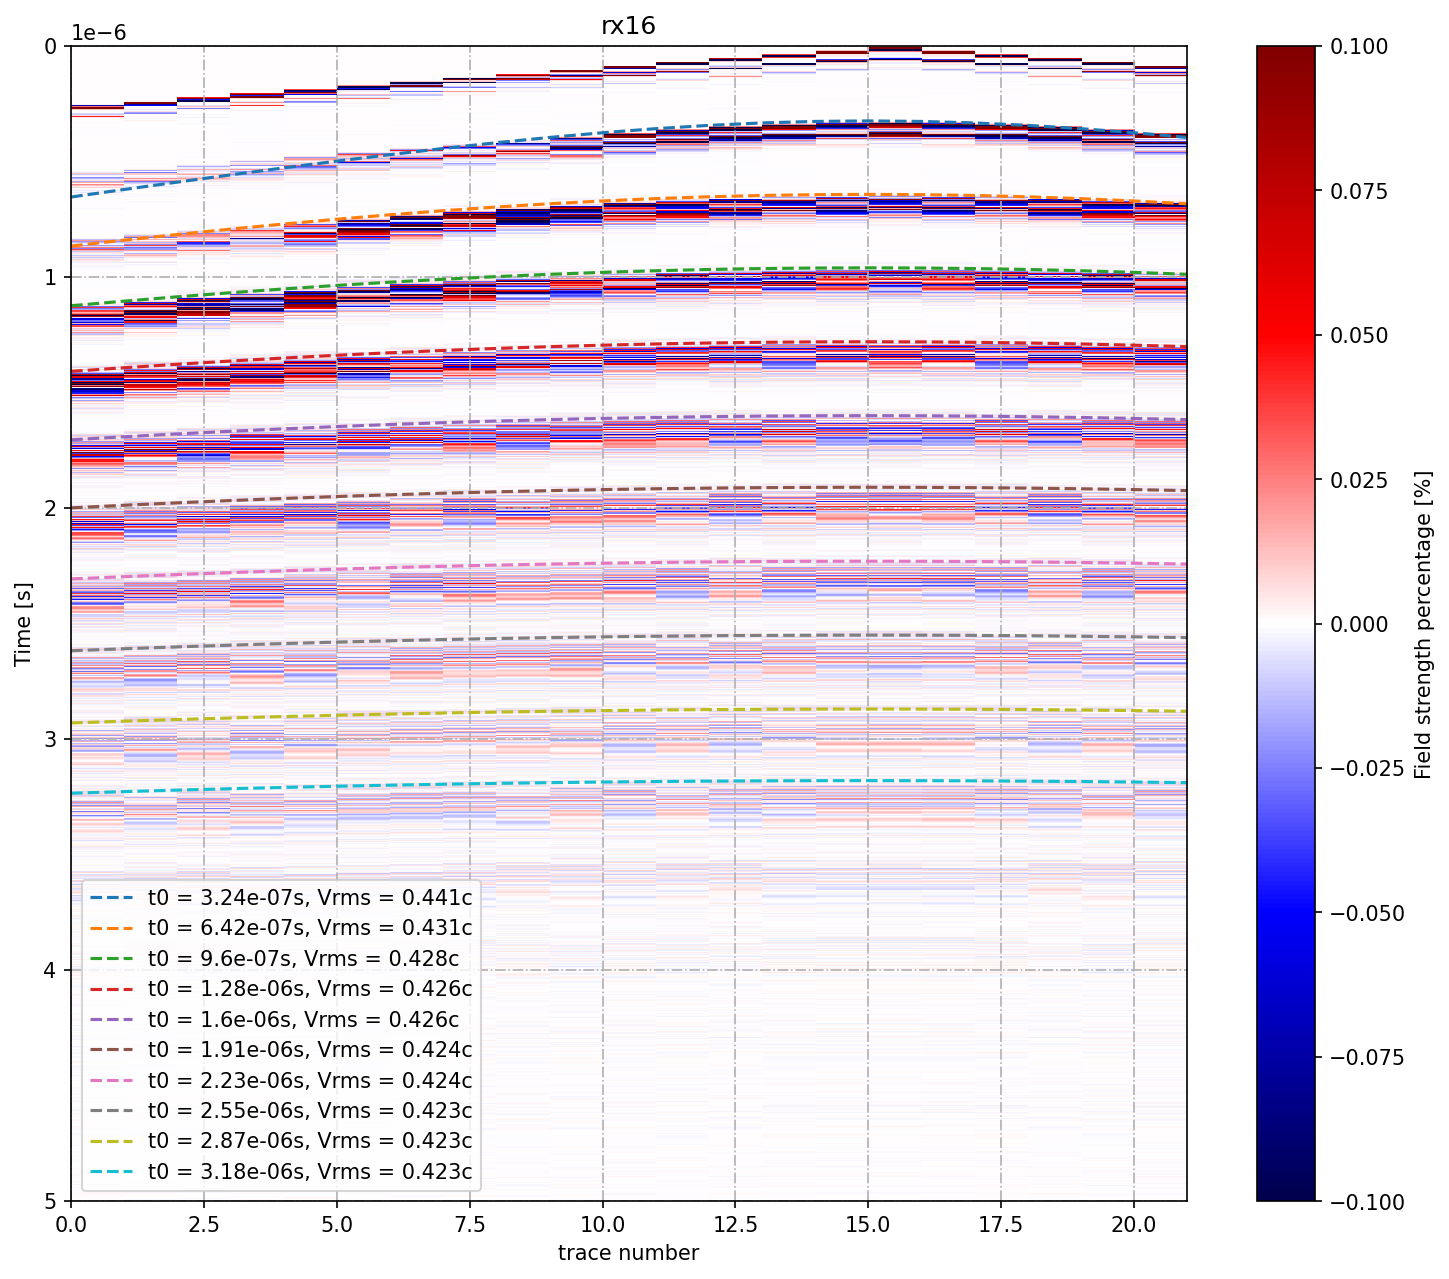 rx16
1e−6
0
1
2
3
4
5
Time [s]
0.0
2.5
5.0
7.5
10.0
12.5
15.0
17.5
20.0
trace number
t0 = 3.24e-07s, Vrms = 0.441c
t0 = 6.42e-07s, Vrms = 0.431c
t0 = 9.6e-07s, Vrms = 0.428c
t0 = 1.28e-06s, Vrms = 0.426c
t0 = 1.6e-06s, Vrms = 0.426c
t0 = 1.91e-06s, Vrms = 0.424c
t0 = 2.23e-06s, Vrms = 0.424c
t0 = 2.55e-06s, Vrms = 0.423c
t0 = 2.87e-06s, Vrms = 0.423c
t0 = 3.18e-06s, Vrms = 0.423c
0.100
0.075
0.050
0.025
0.000
−0.025
−0.050
−0.075
−0.100
Field strength percentage [%]